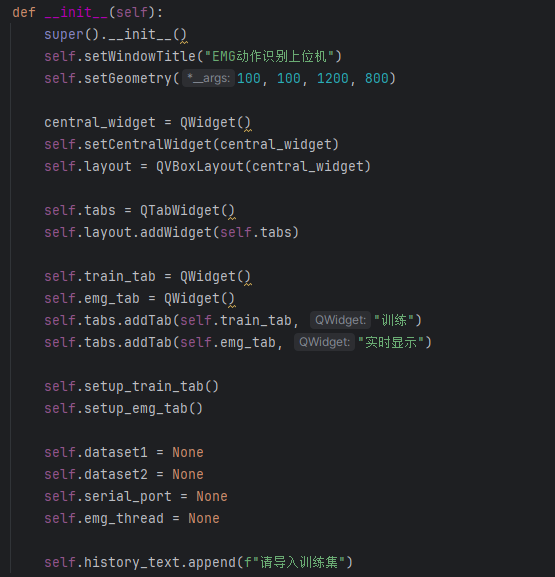 def __init__(self):
super().__init__()
self.setWindowTitle("EMG动作识别上位机")
self.setGeometry( *__args: 100, 100, 1200, 800)
central_widget = QWidget()
self.setCentralWidget(central_widget)
self.layout = QVBoxLayout(central_widget)
self.tabs = QTabWidget()
self.layout.addWidget(self.tabs)
self.train_tab = QWidget()
self.emg_tab = QWidget()
self.tabs.addTab(self.train_tab, QWidget: "训练")
self.tabs.addTab(self.emg_tab, QWidget: "实时显示")
self.setup_train_tab()
self.setup_emg_tab()
self.dataset1 = None
self.dataset2 = None
self.serial_port = None
self.emg_thread = None
self.history_text.append(f"请导入训练集")